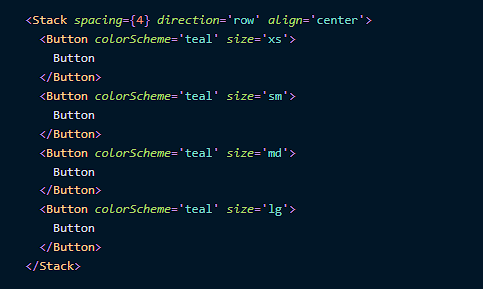 <Stack spacing={4} direction='row' align='center'>
  <Button colorScheme='teal' size='xs'>
    Button
  </Button>
  <Button colorScheme='teal' size='sm'>
    Button
  </Button>
  <Button colorScheme='teal' size='md'>
    Button
  </Button>
  <Button colorScheme='teal' size='lg'>
    Button
  </Button>
</Stack>